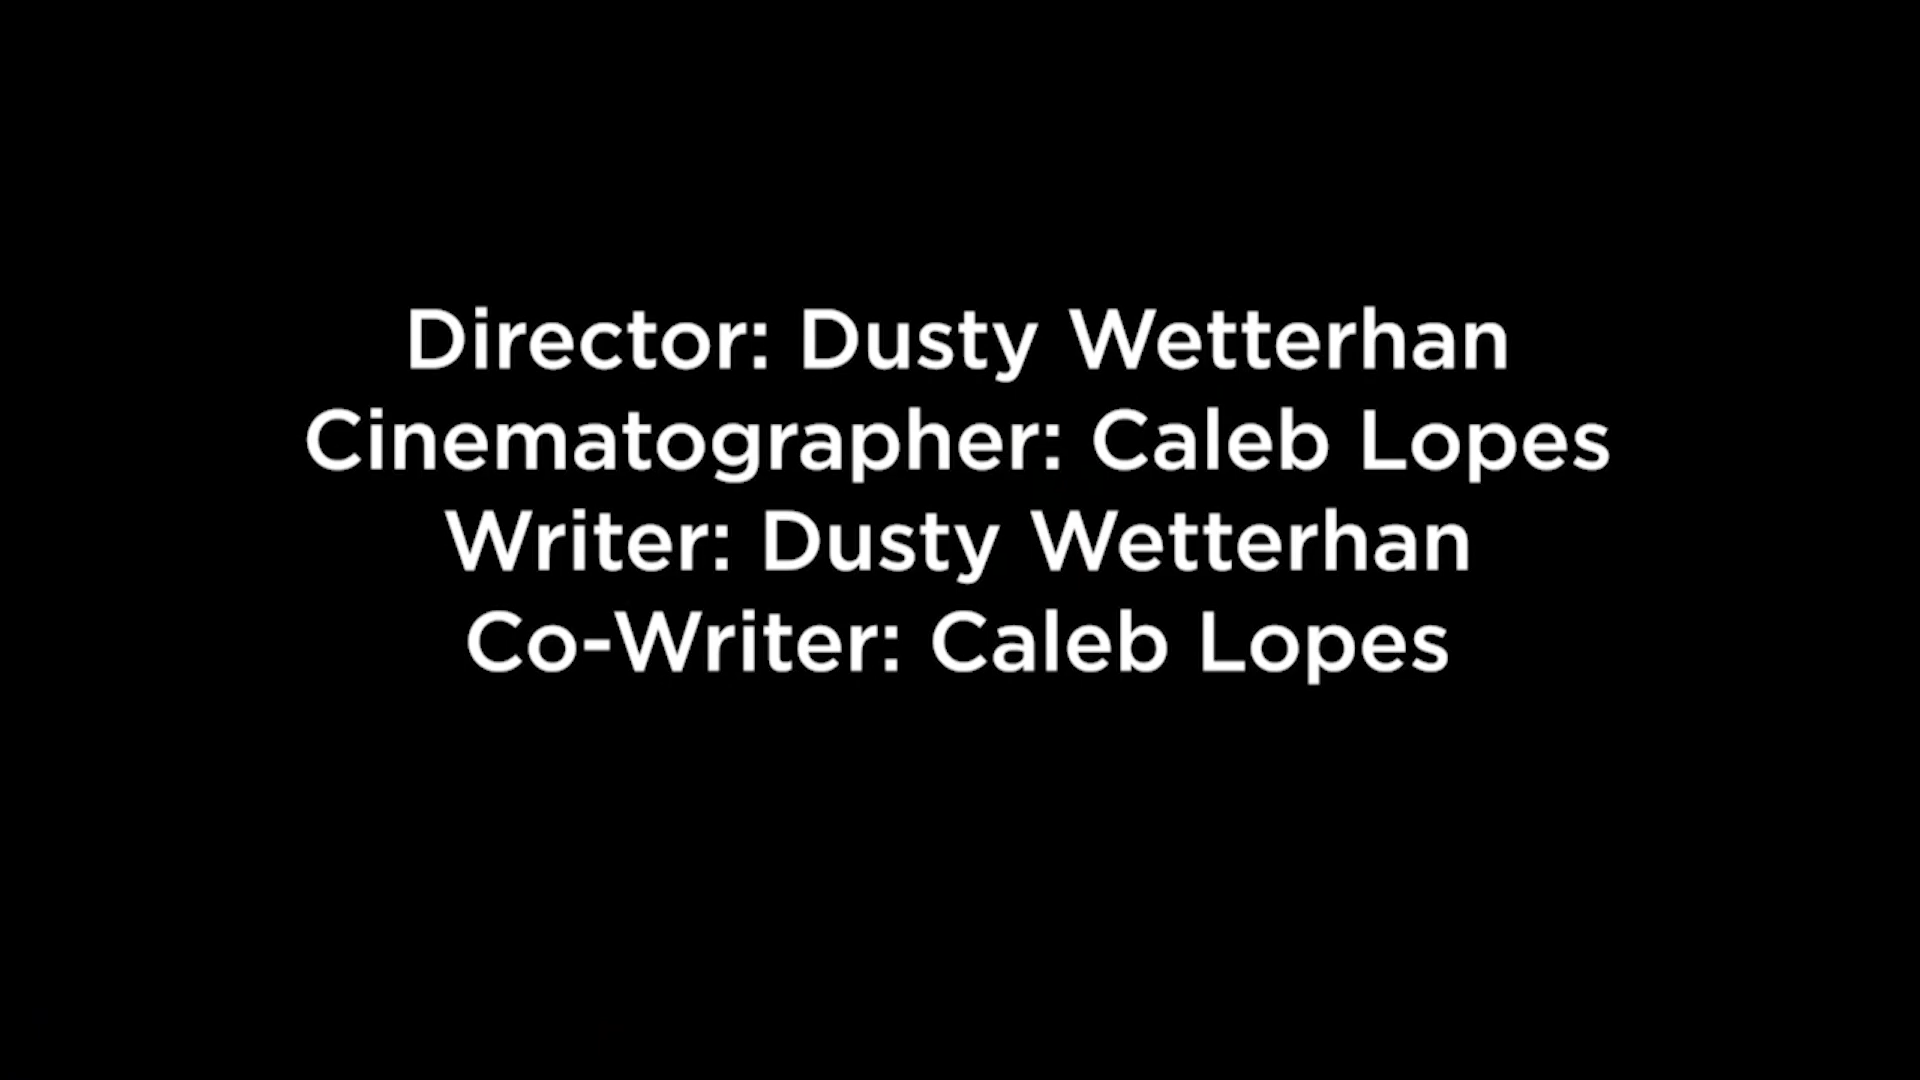 Director: Dusty Wetterhan
Cinematographer: Caleb Lopes
Writer: Dusty Wetterhan
Co-Writer: Caleb Lopes